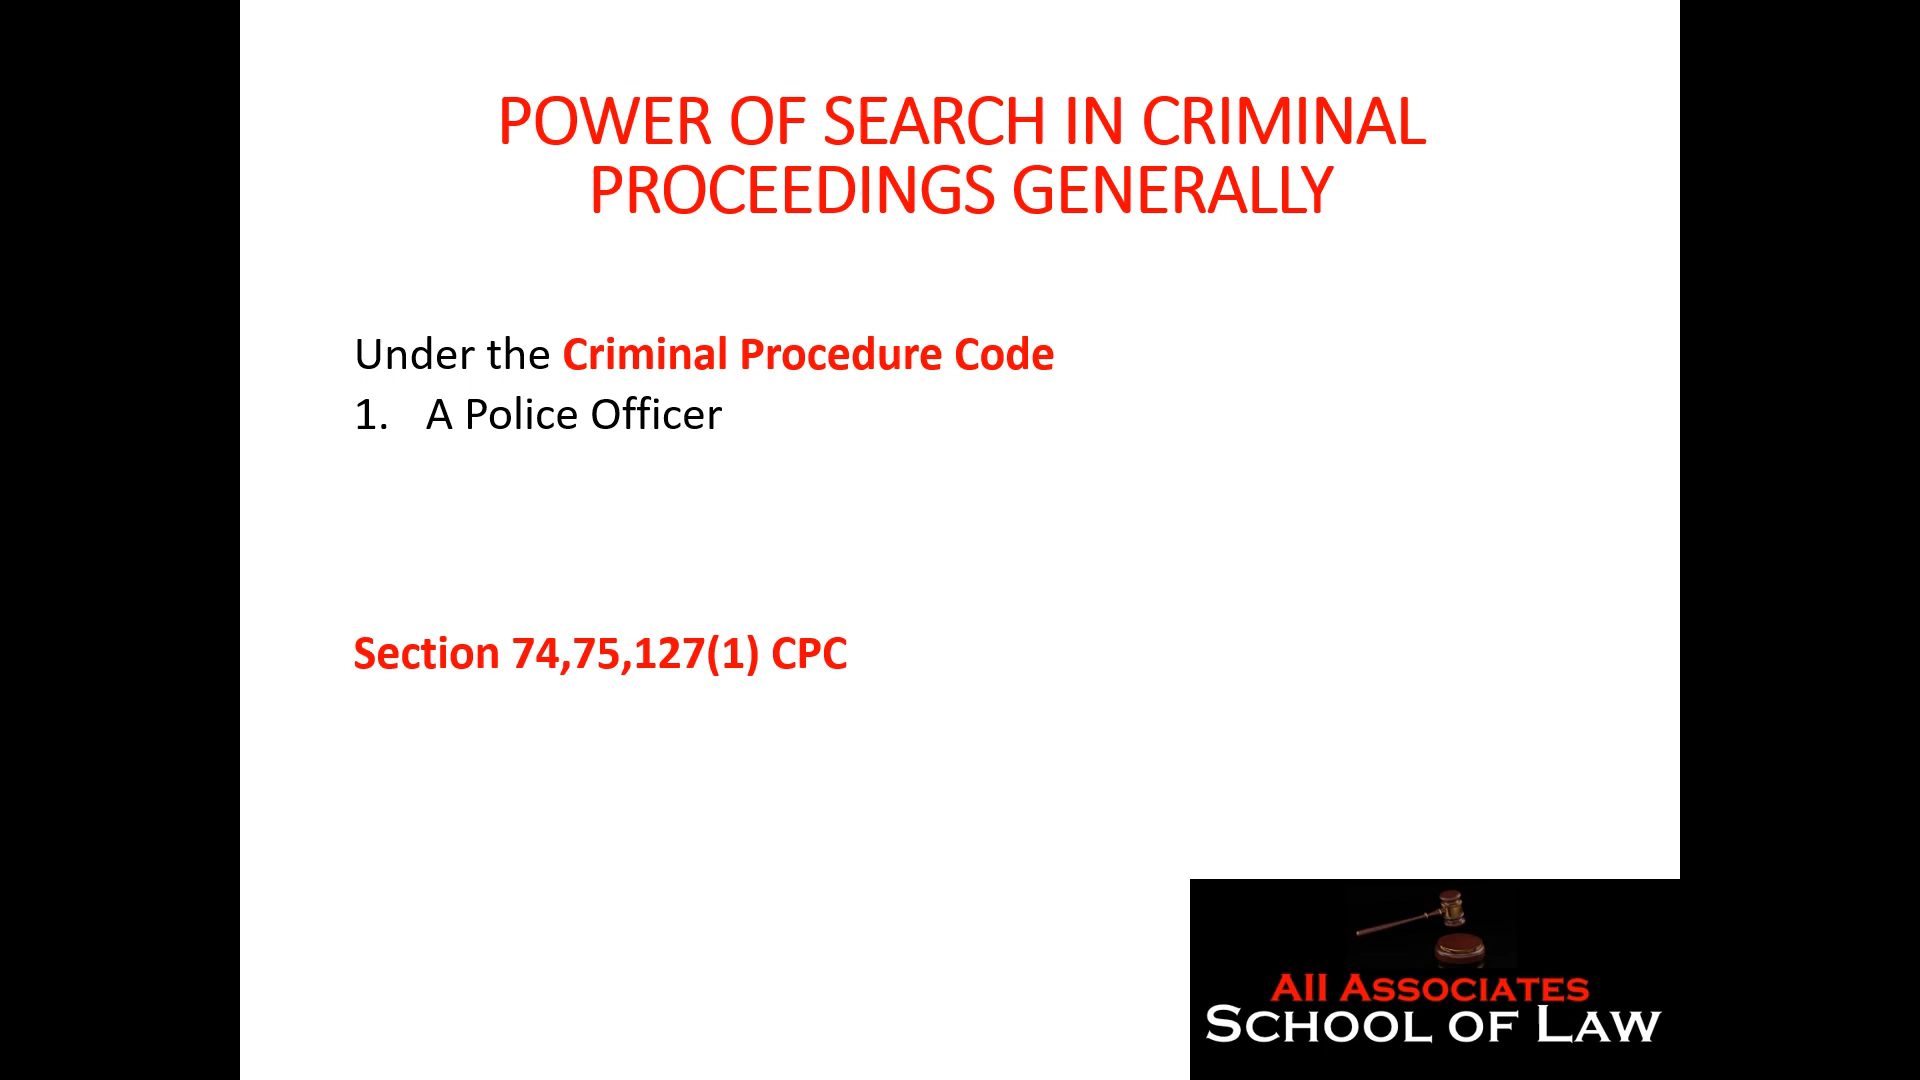 POWER OF SEARCH IN CRIMINAL
PROCEEDINGS GENERALLY
Under the Criminal Procedure Code
1. A Police Officer
Section 74,75,127(1) CPC
All Associates
School of Law